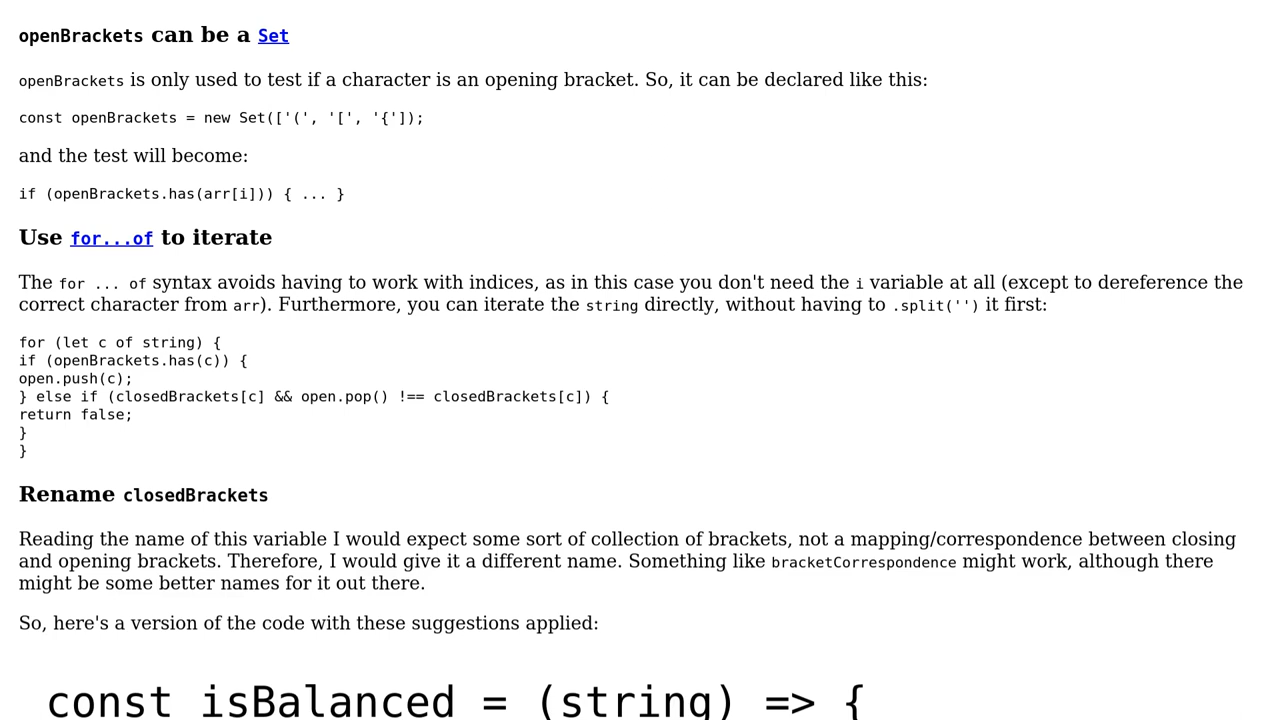 openBrackets can be a Set
openBrackets is only used to test if a character is an opening bracket. So, it can be declared like this:
const openBrackets = new Set(['(', '[', '{']);
and the test will become:
if (openBrackets.has(arr[i])) { ... }
Use for...of to iterate
The for ... of syntax avoids having to work with indices, as in this case you don't need the i variable at all (except to dereference the
correct character from arr). Furthermore, you can iterate the string directly, without having to .split('') it first:
for (let c of string) {
if (openBrackets.has(c)) {
open.push(c);
} else if (closedBrackets[c] && open.pop() !== closedBrackets[c]) {
return false;
}
}
Rename closedBrackets
Reading the name of this variable I would expect some sort of collection of brackets, not a mapping/correspondence between closing
and opening brackets. Therefore, I would give it a different name. Something like bracketCorrespondence might work, although there
might be some better names for it out there.
So, here's a version of the code with these suggestions applied:
const isBalanced = (string) => {